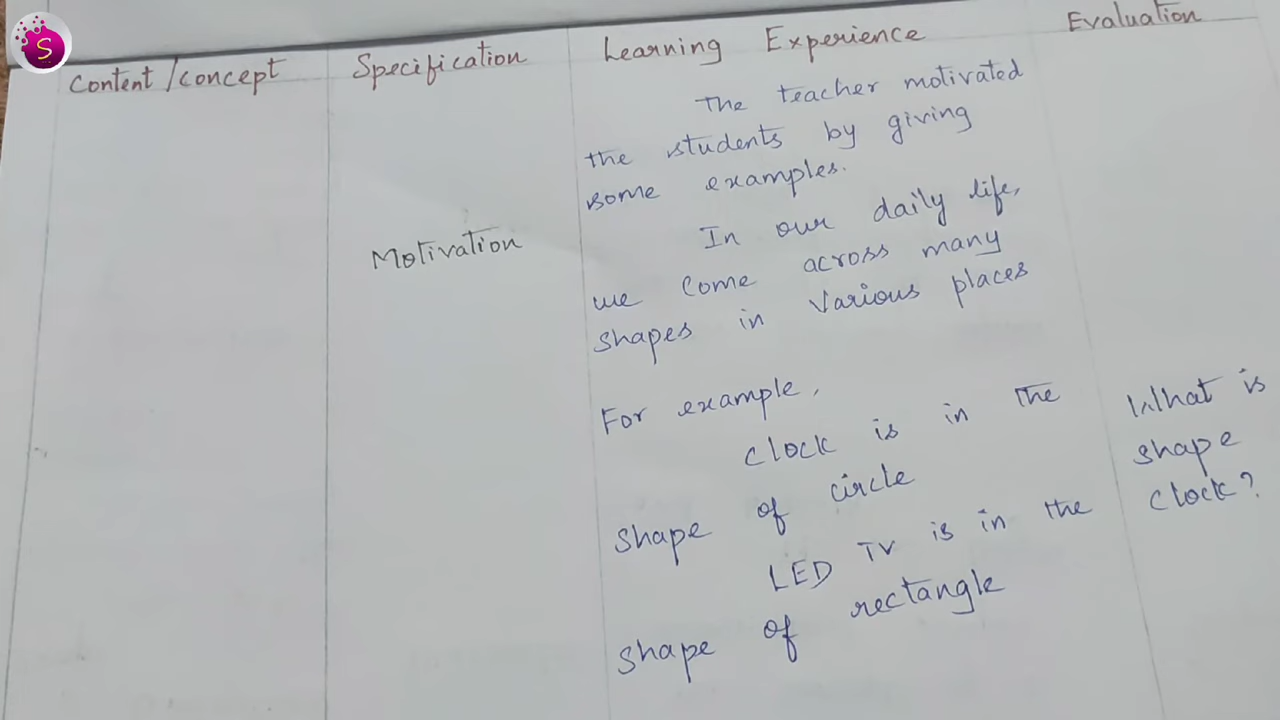 S
Content/concept
Specification
Learning Experience
Evaluation
Motivation
The teacher motivated
the students by giving
some examples.
In our daily life,
we come across many
shapes in various places
For example,
clock is in the
shape of circle
LED TV is in the
shape of rectangle
What is
shape
clock?